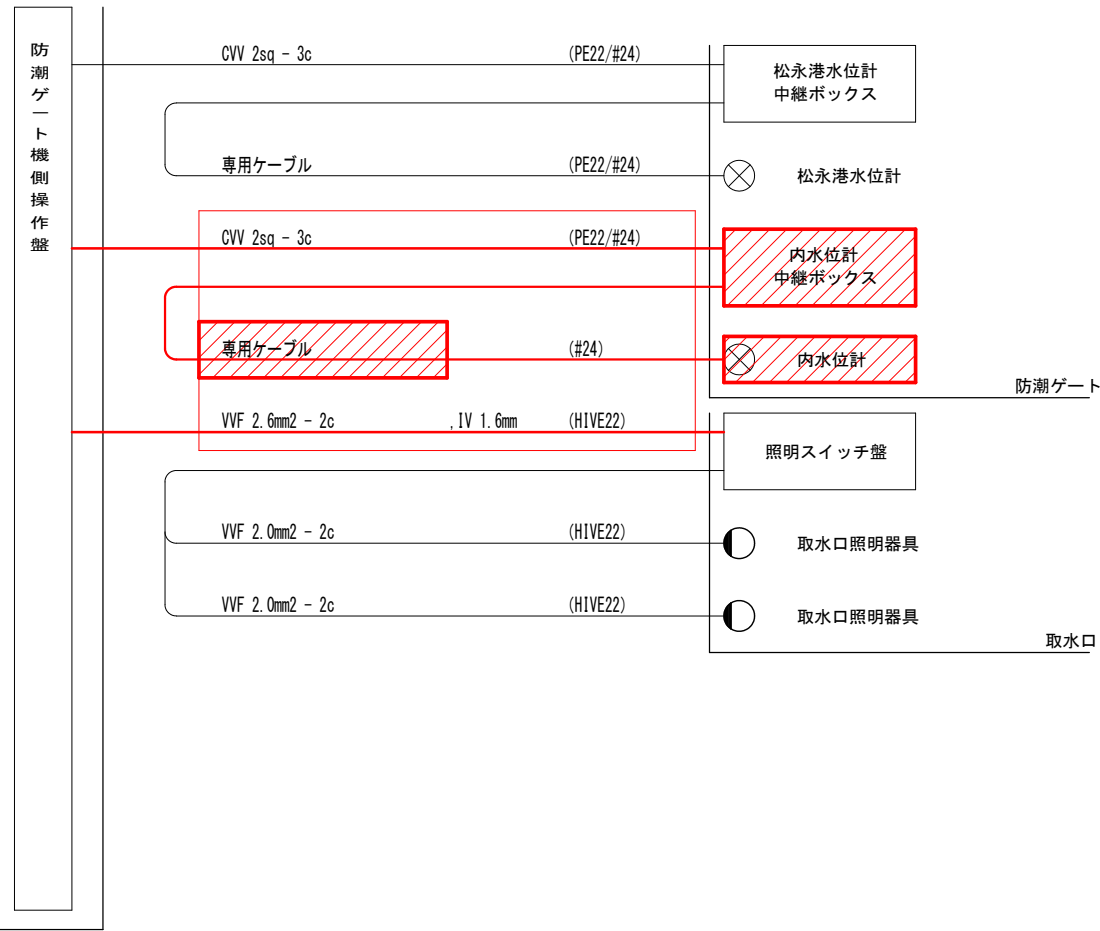 防潮ゲート機側操作盤
CVV 2sq - 3c (PE22/#24)
松永港水位計
中継ボックス
専用ケーブル (PE22/#24)
松永港水位計
CVV 2sq - 3c (PE22/#24)
内水位計
中継ボックス
専用ケーブル (#24)
内水位計
防潮ゲート
VVF 2.6mm2 - 2c ,IV 1.6mm (HIVE22)
照明スイッチ盤
VVF 2.0mm2 - 2c (HIVE22)
取水口照明器具
VVF 2.0mm2 - 2c (HIVE22)
取水口照明器具
取水口